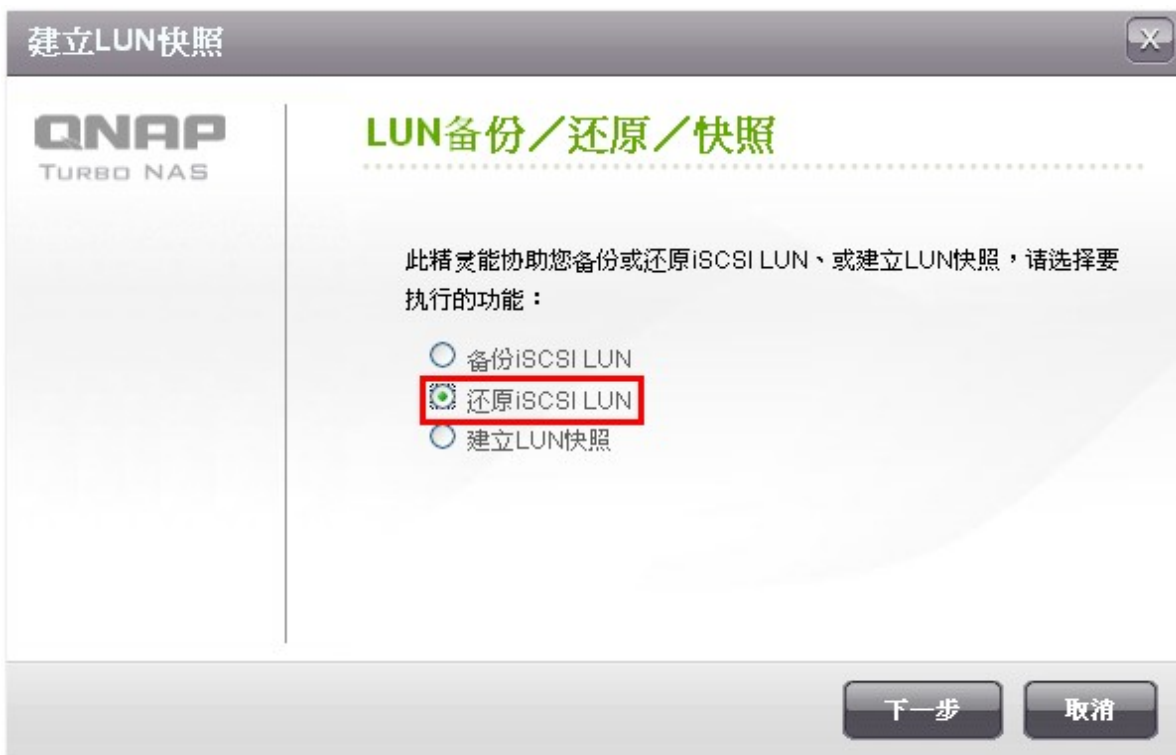 建立LUN快照
X
QNAP
TURBO NAS
LUN备份／还原／快照
此精灵能协助您备份或还原iSCSI LUN、或建立LUN快照，请选择要
执行的功能：
备份iSCSI LUN
还原iSCSI LUN
建立LUN快照
下一步
取消